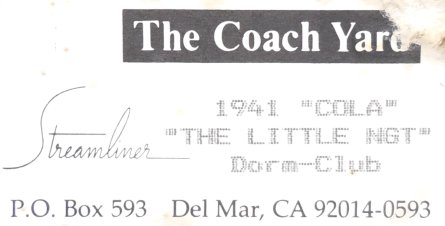 The Coach Yard
1941 "COLA"
Streamliner "THE LITTLE NGT"
Dorm-Club
P.O. Box 593 Del Mar, CA 92014-0593